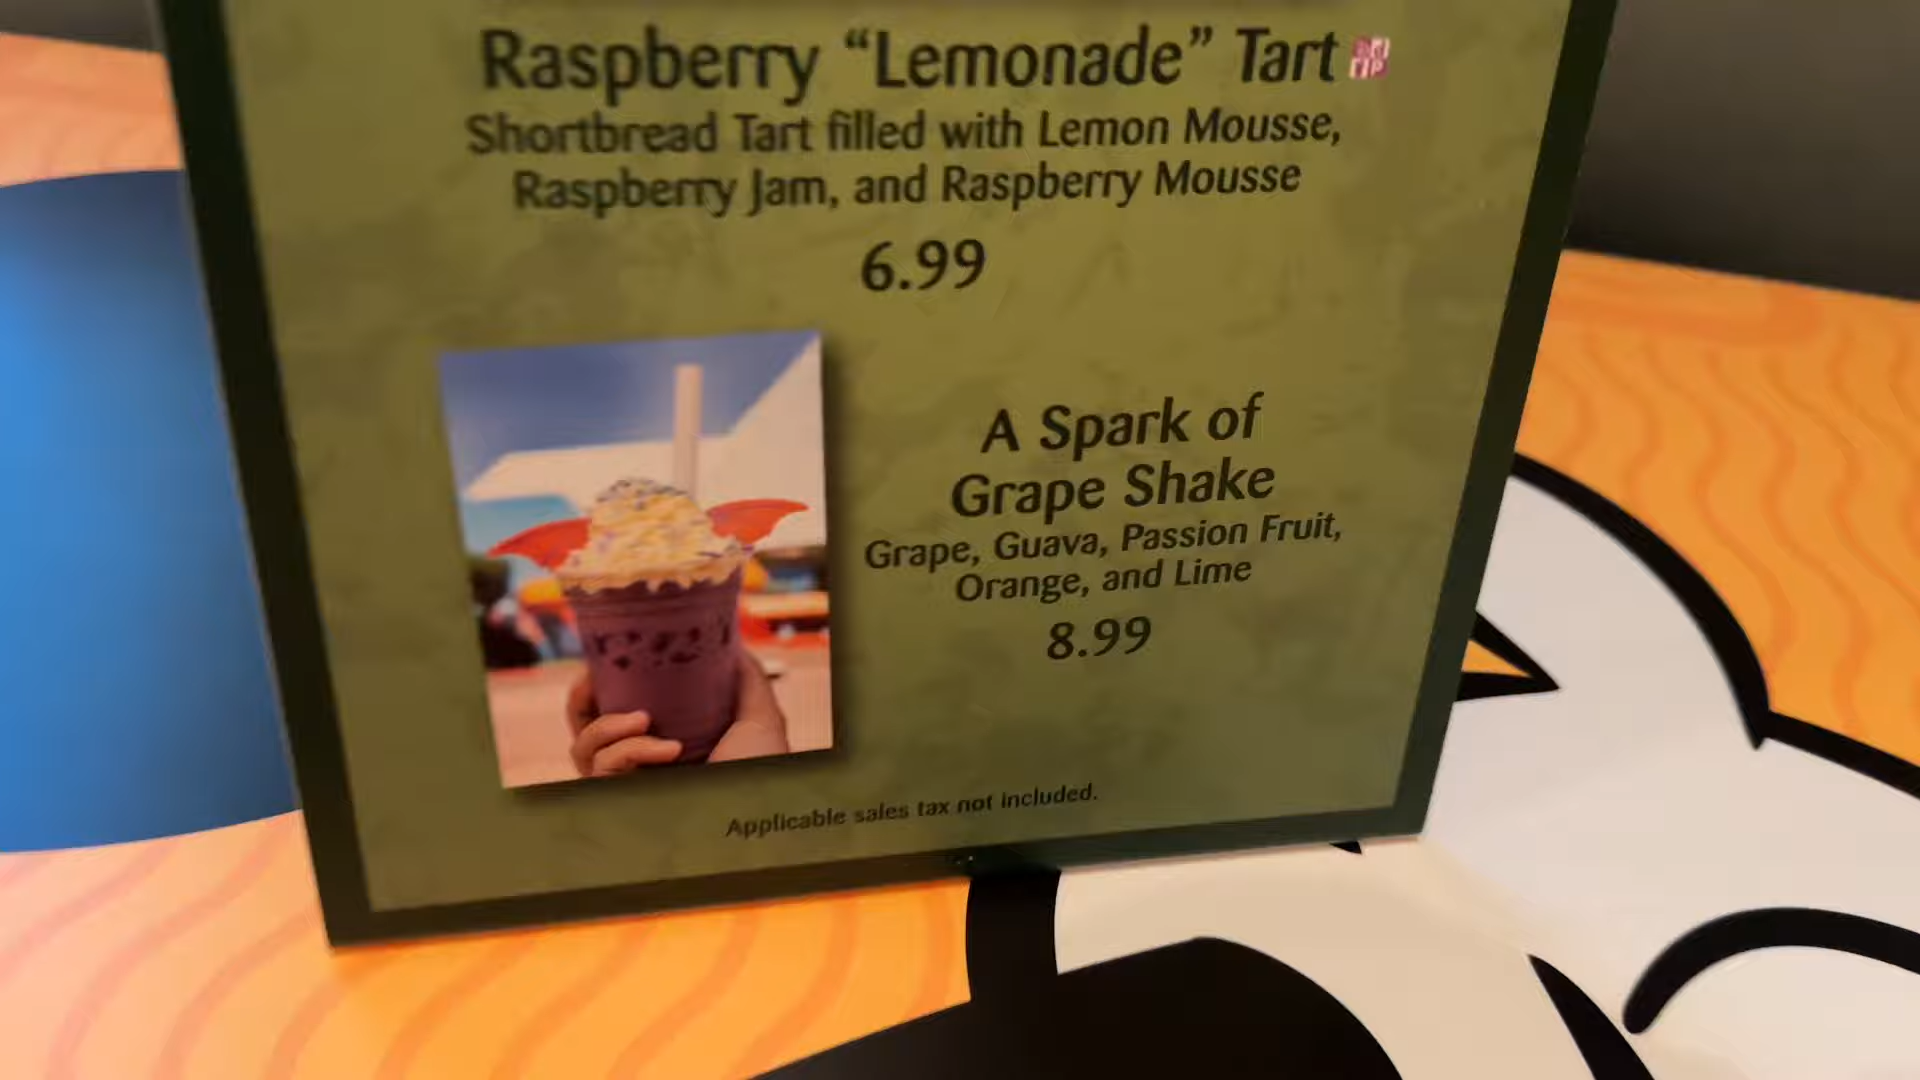 Raspberry “Lemonade” Tart
Shortbread Tart filled with Lemon Mousse,
Raspberry Jam, and Raspberry Mousse
6.99
A Spark of
Grape Shake
Grape, Guava, Passion Fruit,
Orange, and Lime
8.99
Applicable sales tax not included.